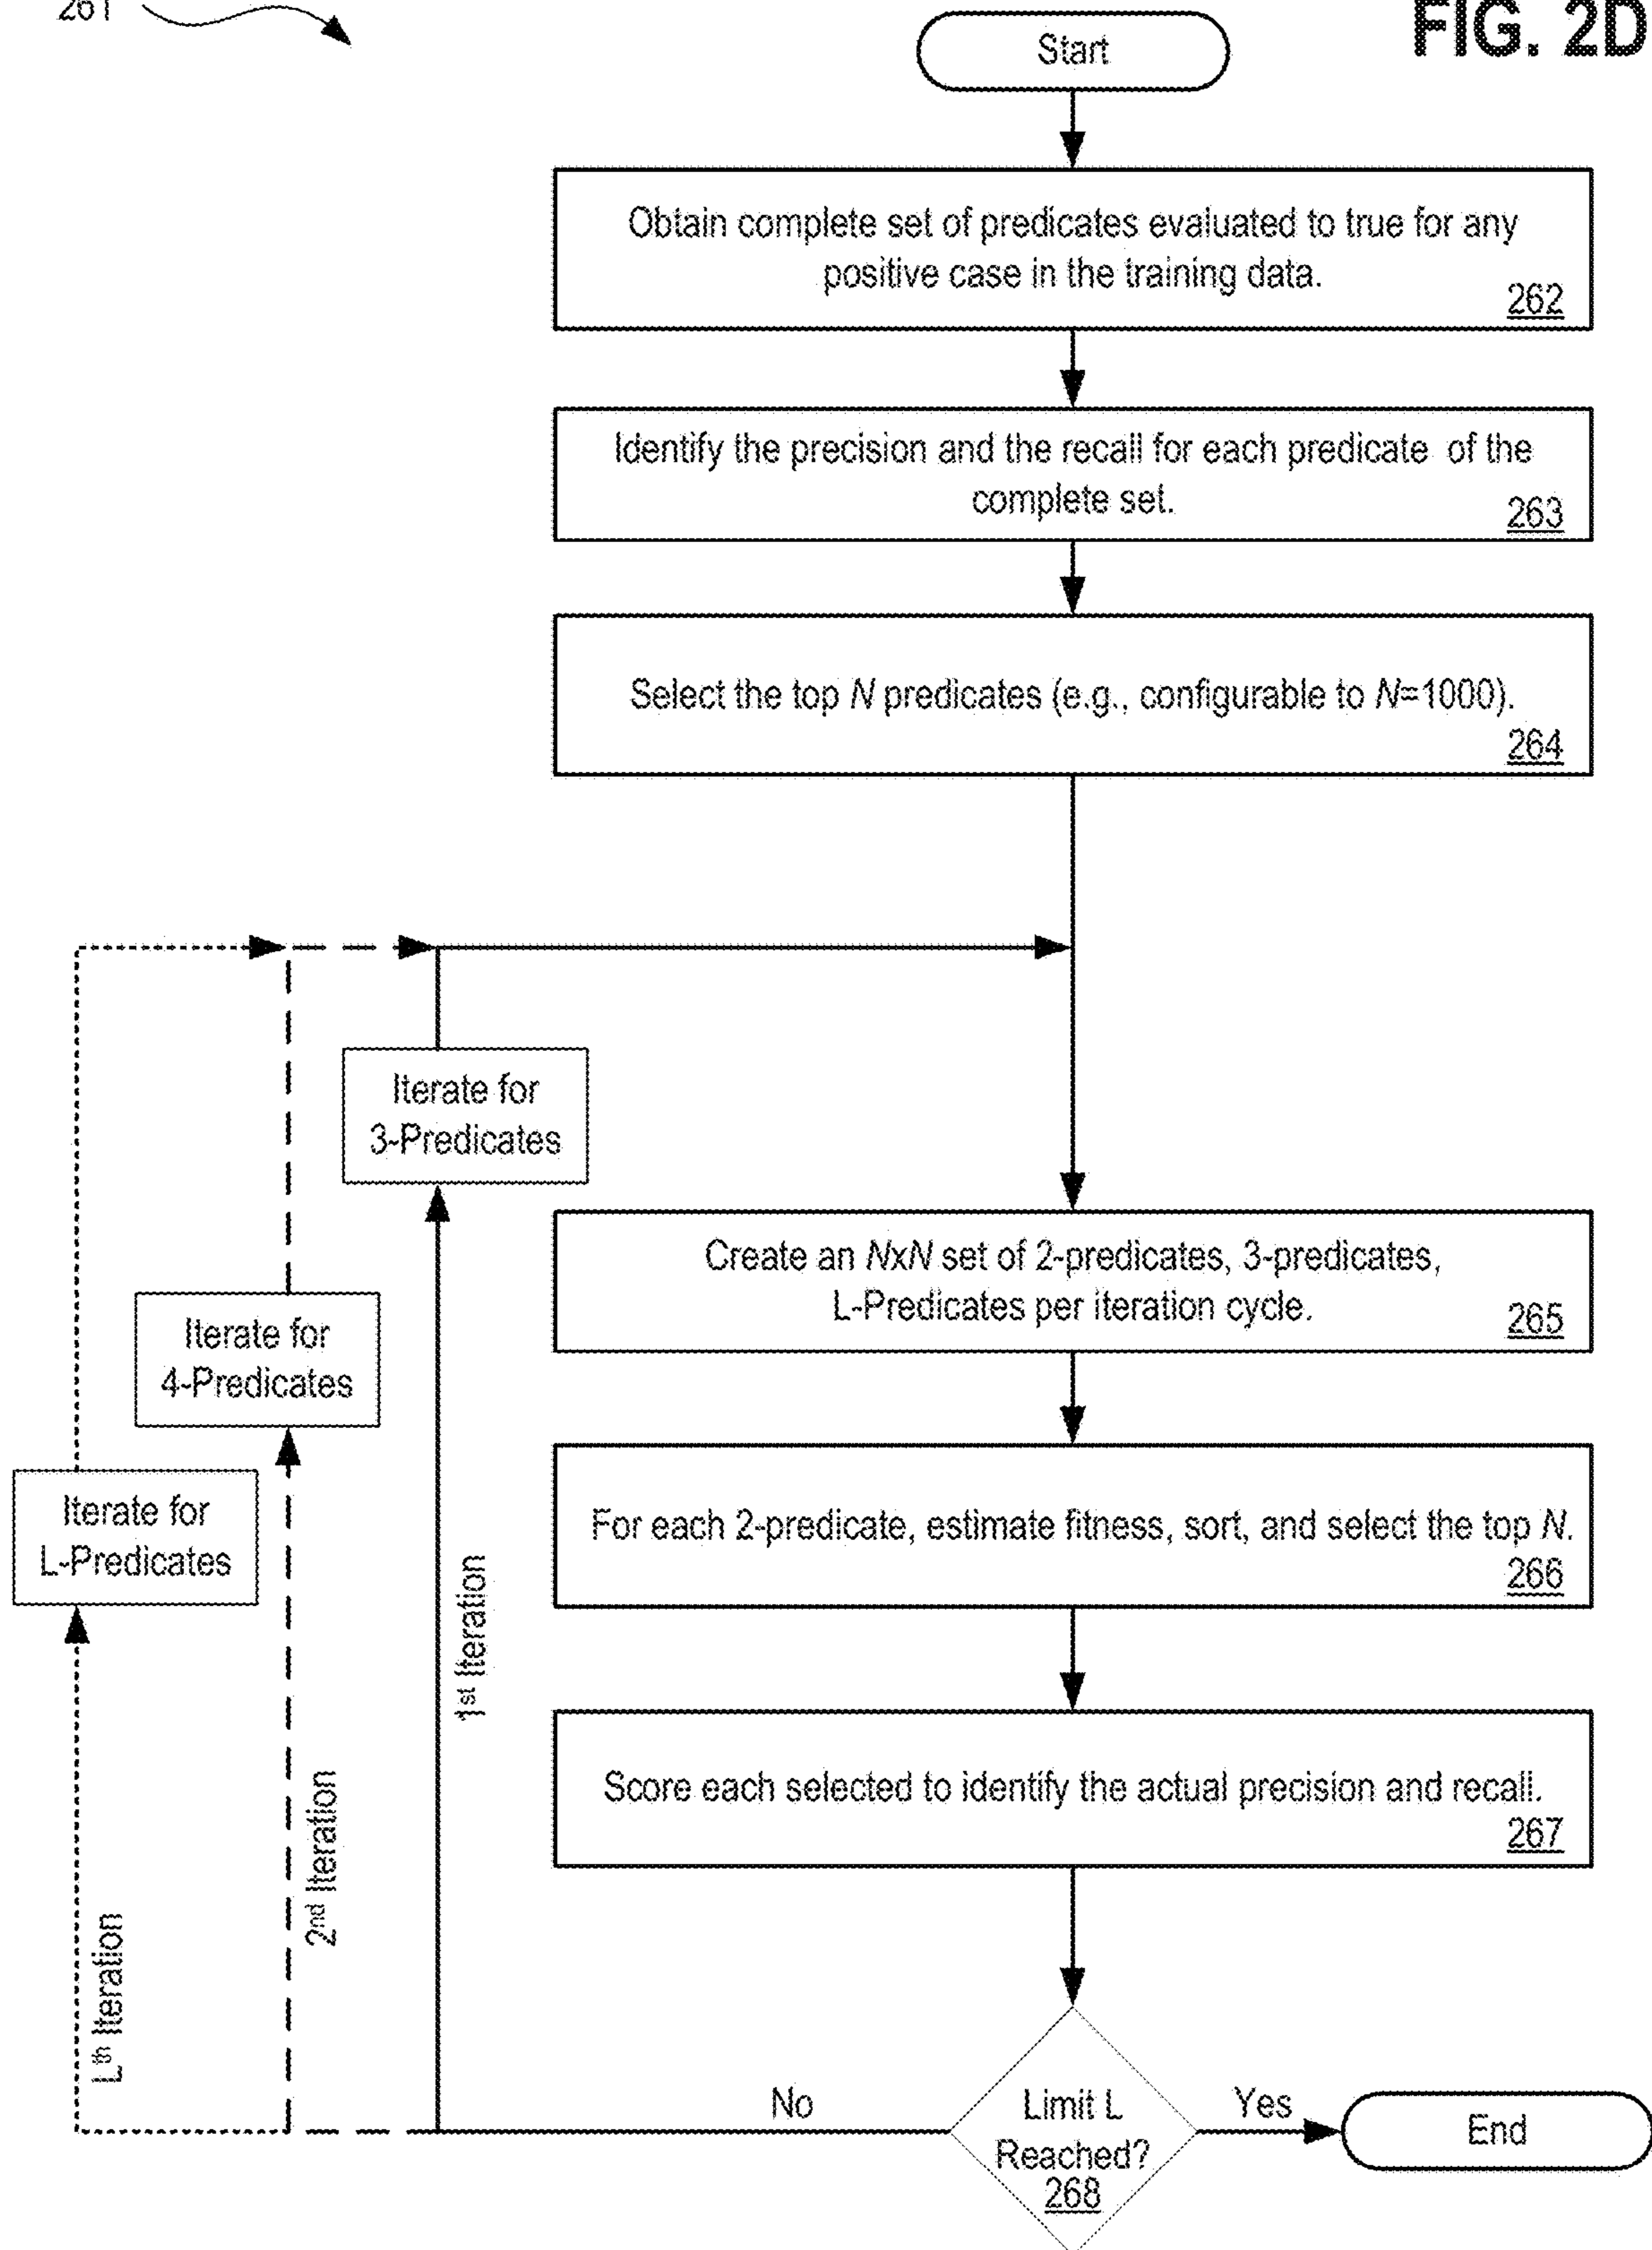 261
FIG. 2D
Start
Obtain complete set of predicates evaluated to true for any
positive case in the training data.
262
Identify the precision and the recall for each predicate of the
complete set.
263
Select the top N predicates (e.g., configurable to N=1000).
264
Iterate for
3-Predicates
Create an NxN set of 2-predicates, 3-predicates,
L-Predicates per iteration cycle.
265
Iterate for
4-Predicates
For each 2-predicate, estimate fitness, sort, and select the top N.
266
Iterate for
L-Predicates
1st Iteration
Score each selected to identify the actual precision and recall.
267
2nd Iteration
Lth Iteration
No
Limit L
Reached?
268
Yes
End